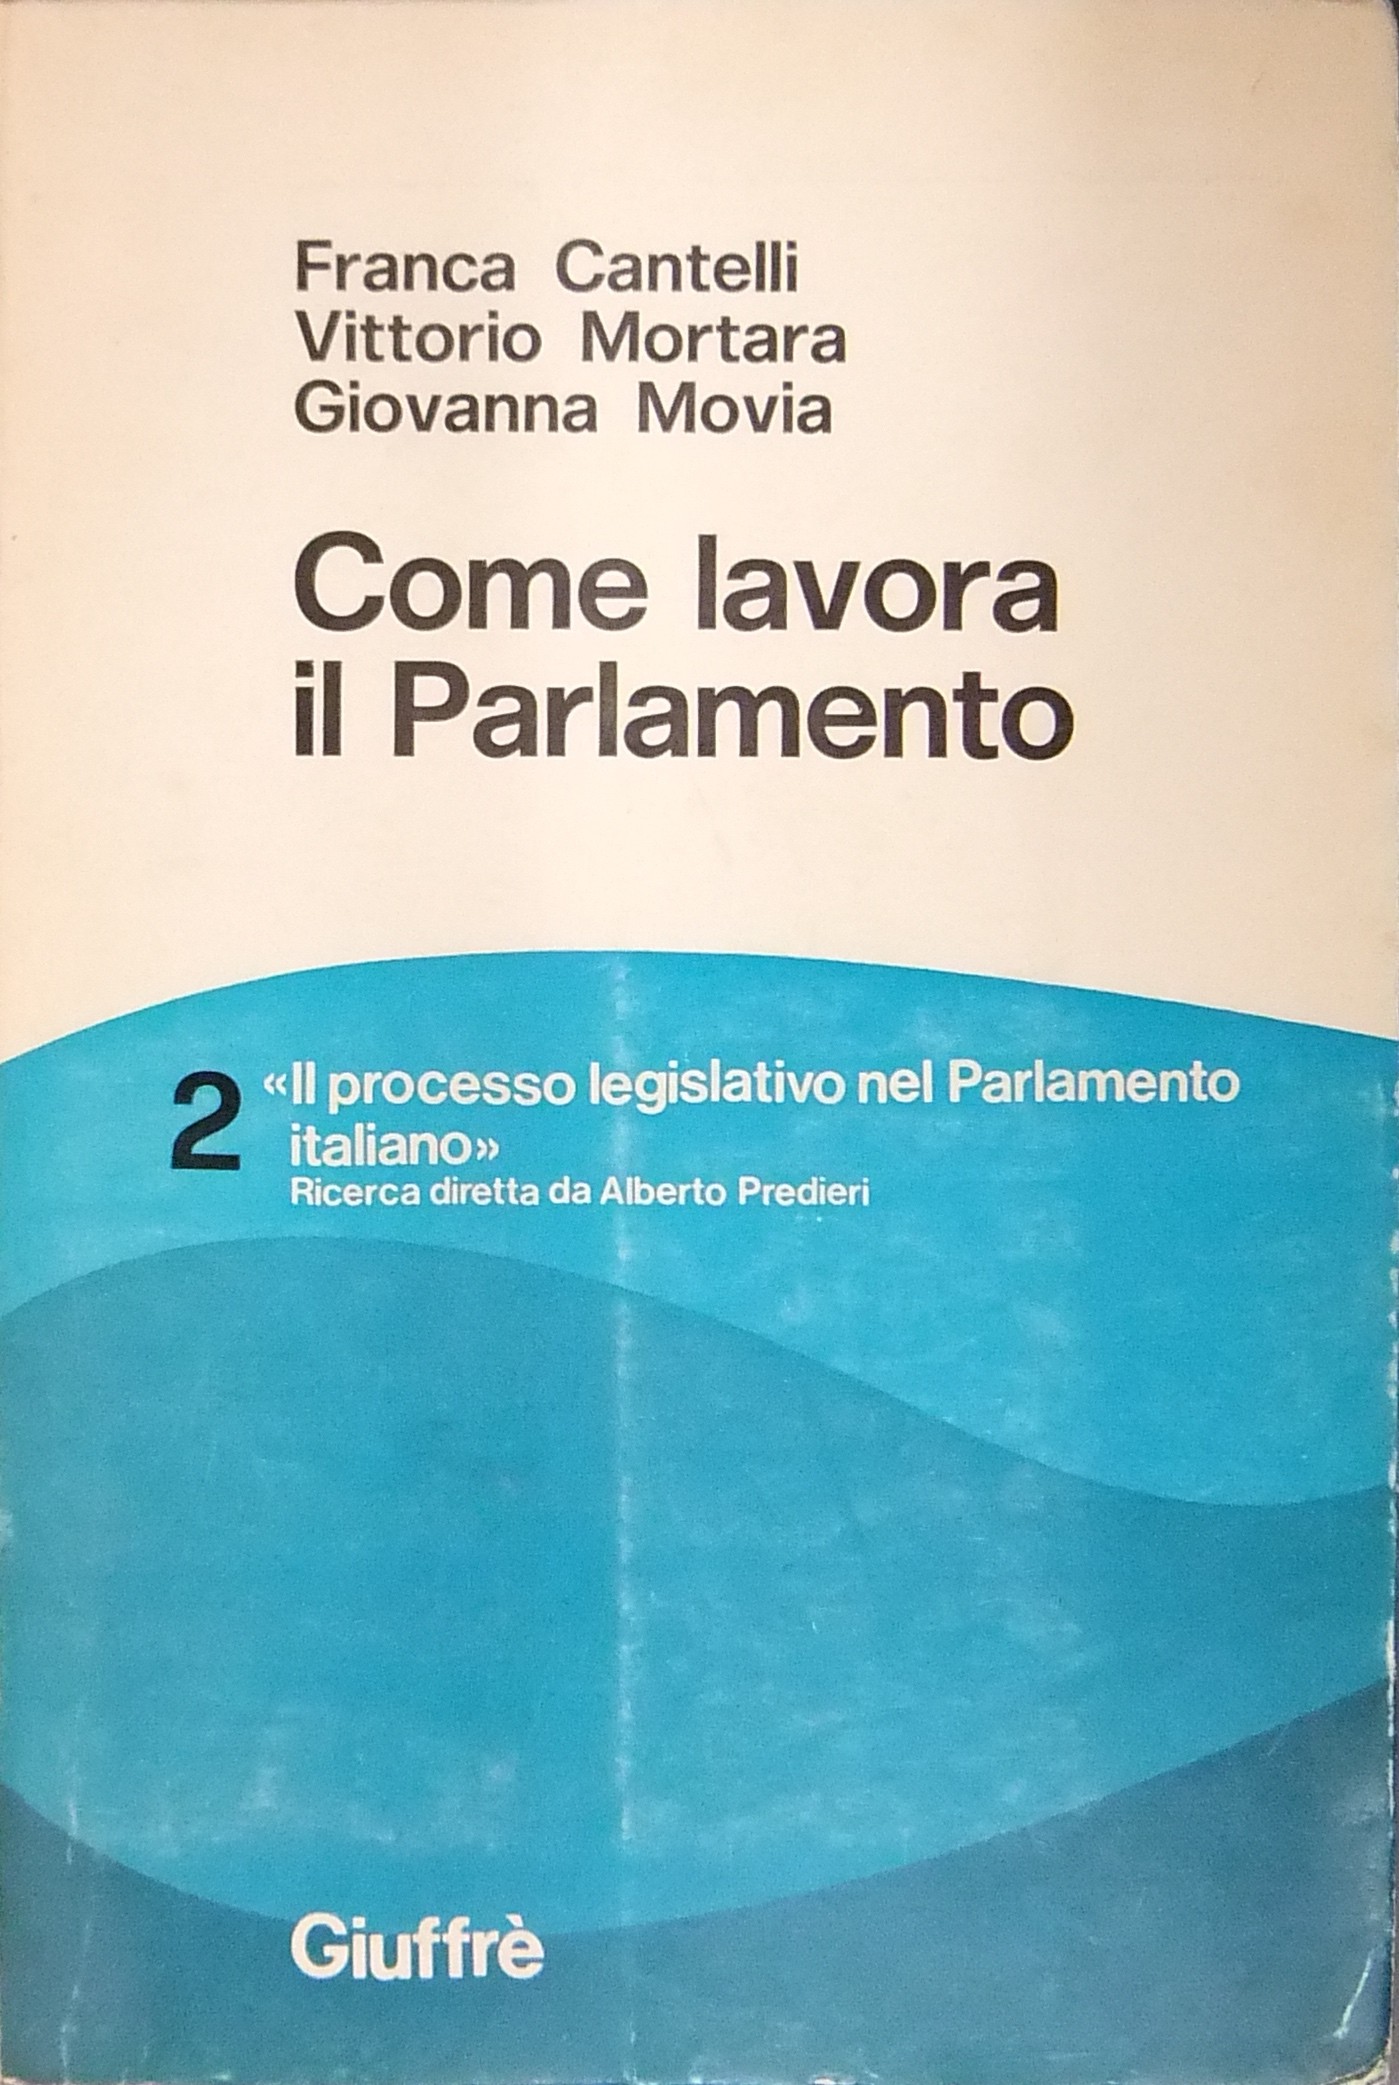 Franca Cantelli
Vittorio Mortara
Giovanna Movia
Come lavora
il Parlamento
2 «Il processo legislativo nel Parlamento
italiano»
Ricerca diretta da Alberto Predieri
Giuffrè